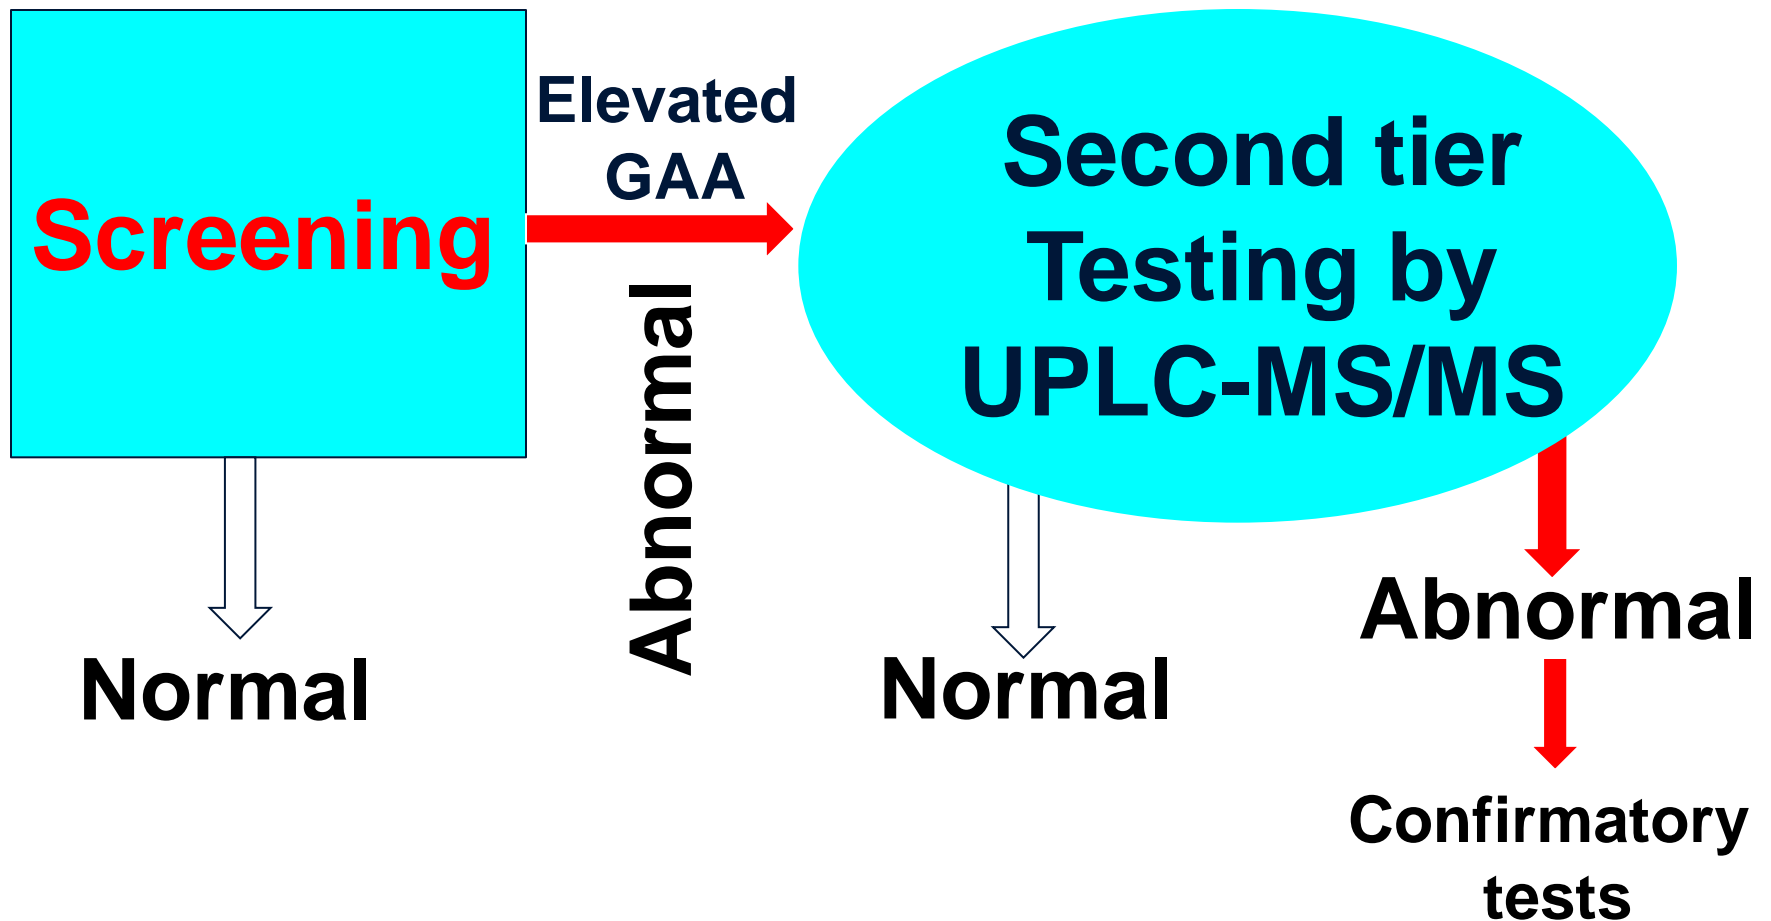 Screening
Elevated
GAA
Abnormal
Second tier
Testing by
UPLC-MS/MS
Normal
Normal
Abnormal
Confirmatory
tests